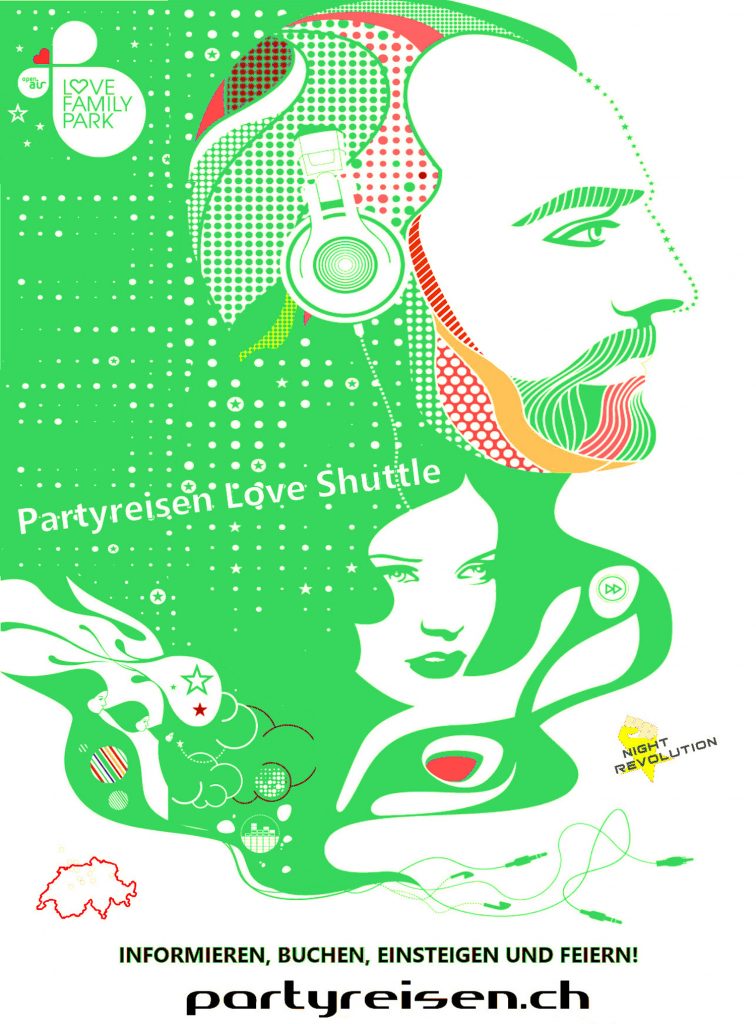 open
air
LOVE
FAMILY
PARK
Partyreisen Love Shuttle
NIGHT
REVOLUTION
INFORMIEREN, BUCHEN, EINSTEIGEN UND FEIERN!
partyreisen.ch